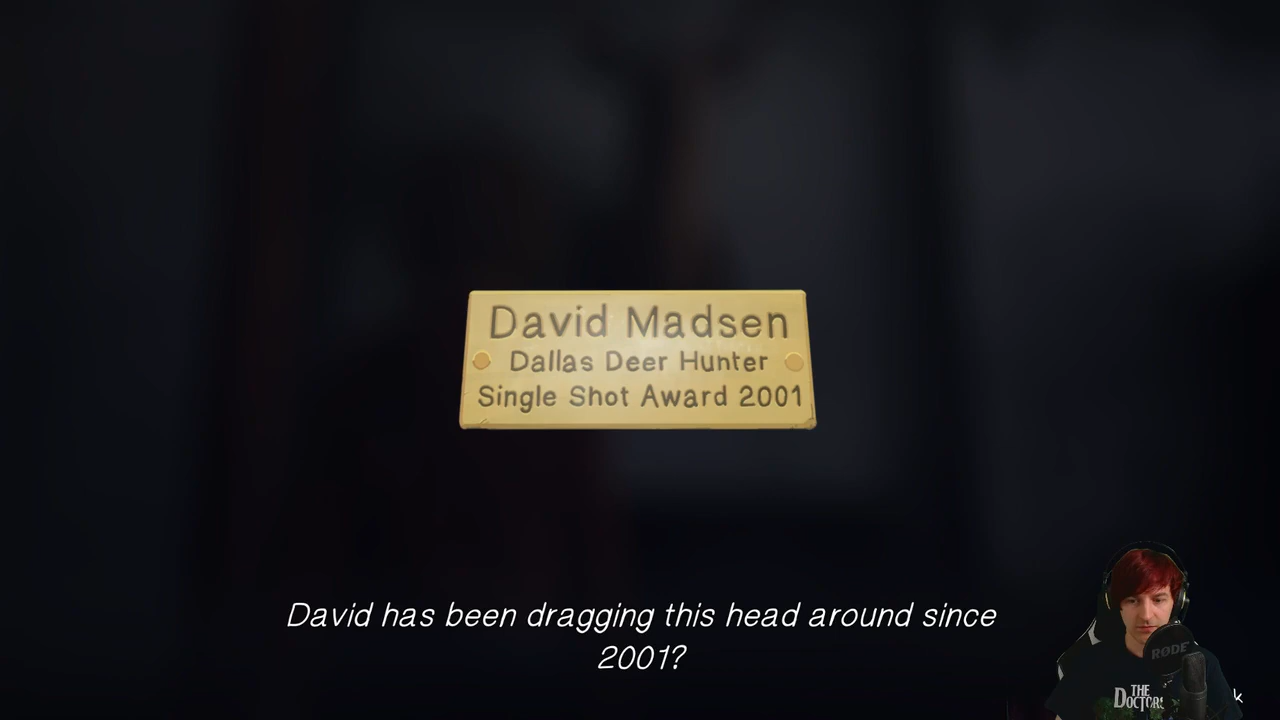 David Madsen
Dallas Deer Hunter
Single Shot Award 2001
David has been dragging this head around since
2001?
RØDE
THE
DOCTORS
k